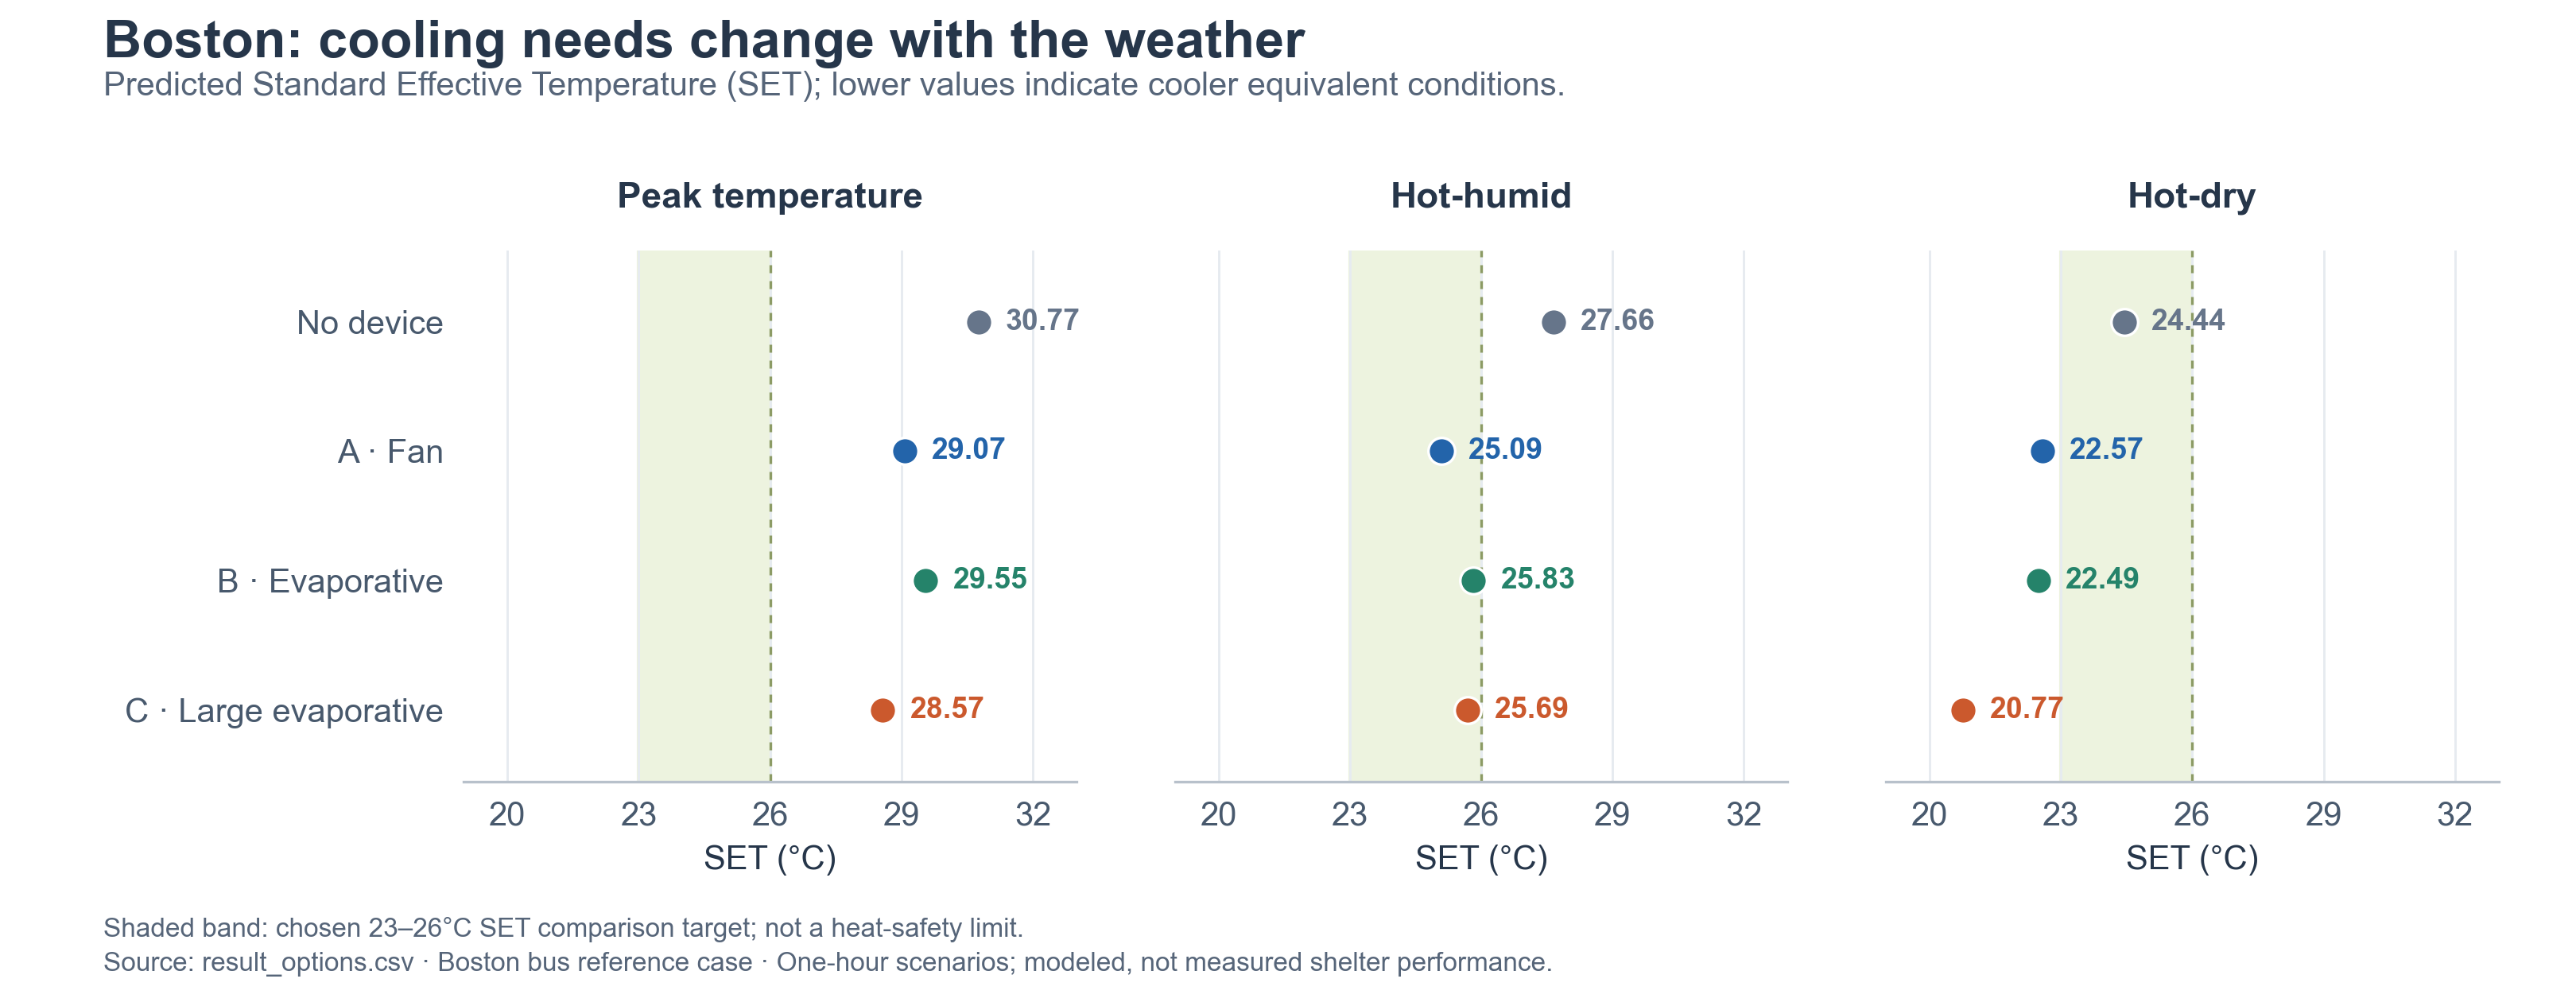 Boston: cooling needs change with the weather
Predicted Standard Effective Temperature (SET); lower values indicate cooler equivalent conditions.
Peak temperature
Hot-humid
Hot-dry
No device
30.77
27.66
24.44
A · Fan
29.07
25.09
22.57
B · Evaporative
29.55
25.83
22.49
C · Large evaporative
28.57
25.69
20.77
20 23 26 29 32
20 23 26 29 32
20 23 26 29 32
SET (°C)
SET (°C)
SET (°C)
Shaded band: chosen 23–26°C SET comparison target; not a heat-safety limit.
Source: result_options.csv · Boston bus reference case · One-hour scenarios; modeled, not measured shelter performance.